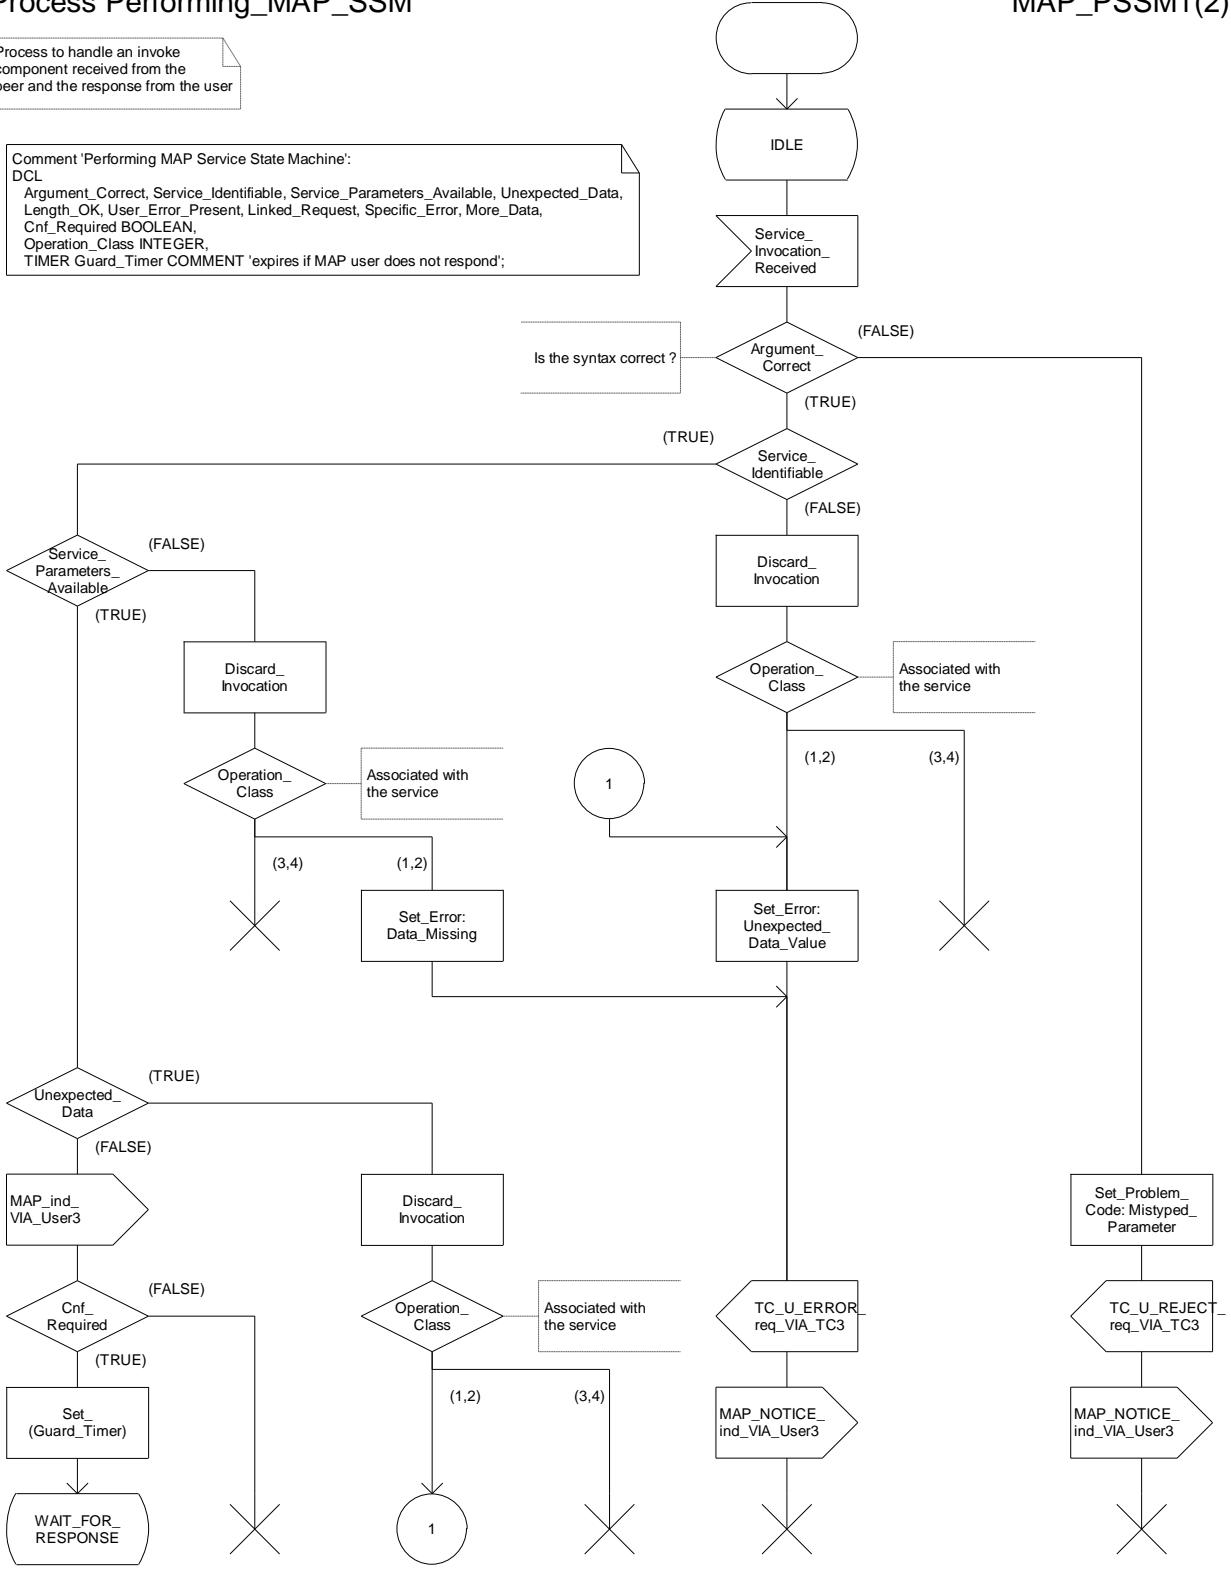 Process Performing_MAP_SSM
MAP_PSSM1(2)
Process to handle an invoke
component received from the
peer and the response from the user
IDLE
Comment 'Performing MAP Service State Machine':
DCL
Argument_Correct, Service_Identifiable, Service_Parameters_Available, Unexpected_Data,
Length_OK, User_Error_Present, Linked_Request, Specific_Error, More_Data,
Cnf_Required BOOLEAN,
Operation_Class INTEGER,
TIMER Guard_Timer COMMENT 'expires if MAP user does not respond';
Service_
Invocation_
Received
(FALSE)
Is the syntax correct ?
Argument_
Correct
(TRUE)
(TRUE)
Service_
Identifiable
(FALSE)
Service_
Parameters_
Available
(FALSE)
(TRUE)
Discard_
Invocation
Discard_
Invocation
Operation_
Class
Associated with
the service
(1,2)
(3,4)
Operation_
Class
Associated with
the service
1
(3,4)
(1,2)
Set_Error:
Data_Missing
Set_Error:
Unexpected_
Data_Value
(TRUE)
Unexpected_
Data
(FALSE)
MAP_ind_
VIA_User3
Discard_
Invocation
Set_Problem_
Code: Mistyped_
Parameter
(FALSE)
Cnf_
Required
(TRUE)
Operation_
Class
Associated with
the service
TC_U_ERROR_
req_VIA_TC3
TC_U_REJECT_
req_VIA_TC3
(1,2)
(3,4)
Set_
(Guard_Timer)
MAP_NOTICE_
ind_VIA_User3
MAP_NOTICE_
ind_VIA_User3
WAIT_FOR_
RESPONSE
1